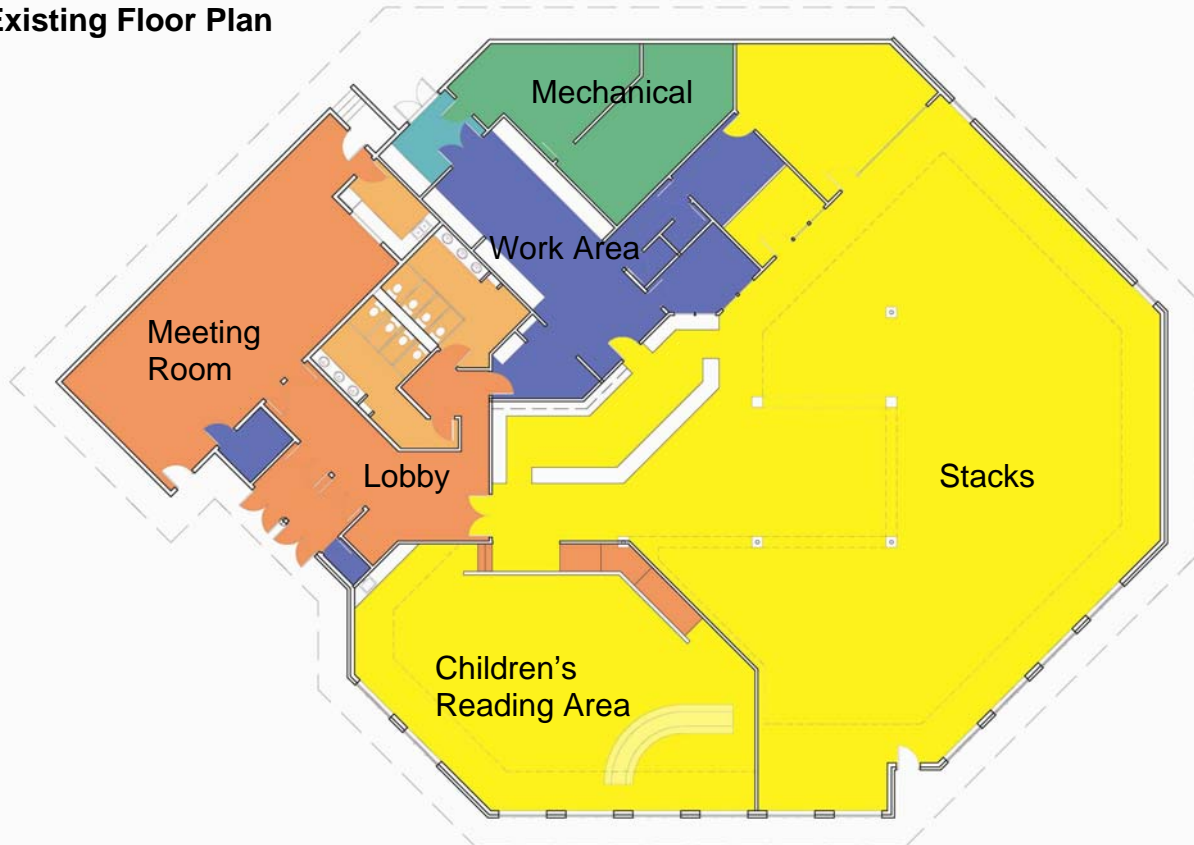 Existing Floor Plan
Mechanical
Work Area
Meeting
Room
Lobby
Stacks
Children's
Reading Area